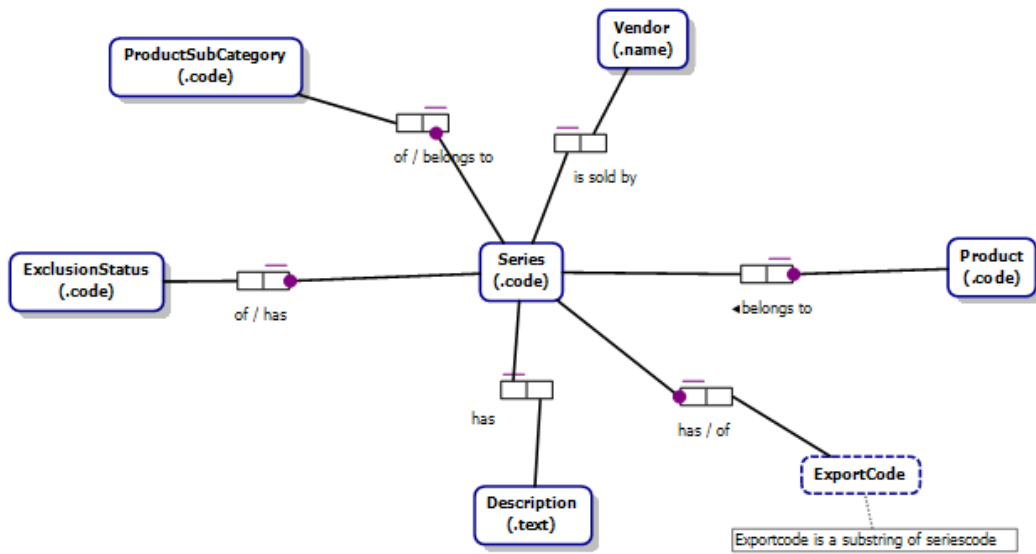 Vendor
(.name)
ProductSubCategory
(.code)
of / belongs to
is sold by
ExclusionStatus
(.code)
of / has
Series
(.code)
Product
(.code)
◄belongs to
has
has / of
ExportCode
Description
(.text)
Exportcode is a substring of seriescode